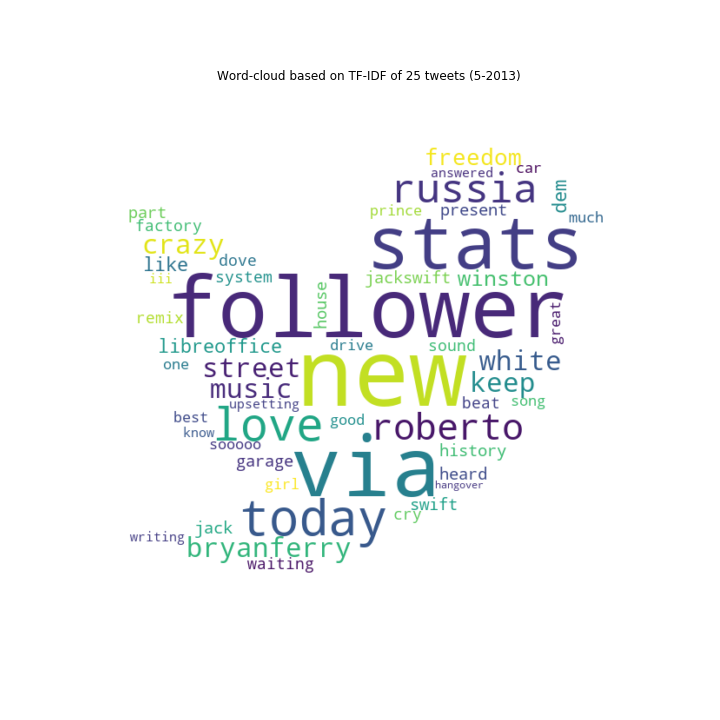 Word-cloud based on TF-IDF of 25 tweets (5-2013)
freedom
car
answered
russia
dem
part
prince
present
much
factory
stats
crazy
like
dove
iii
system
jackswift
winston
follower
house
great
remix
libreoffice
drive
sound
one
street
new
white
music
keep
upsetting
beat
song
best
love
good
roberto
know
sooooo
history
garage
via
heard
girl
hangover
today
swift
jack
cry
writing
bryanferry
waiting